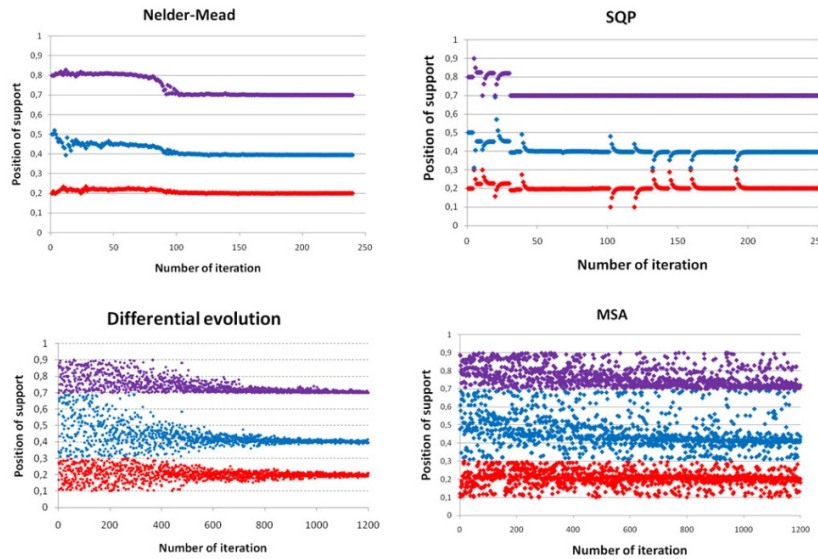 Nelder-Mead
Position of support
1
0,9
0,8
0,7
0,6
0,5
0,4
0,3
0,2
0,1
0
0 50 100 150 200 250
Number of iteration
SQP
Position of support
1
0,9
0,8
0,7
0,6
0,5
0,4
0,3
0,2
0,1
0
0 50 100 150 200 250
Number of iteration
Differential evolution
Position of support
1
0,9
0,8
0,7
0,6
0,5
0,4
0,3
0,2
0,1
0
0 200 400 600 800 1000 1200
Number of iteration
MSA
Position of support
1
0,9
0,8
0,7
0,6
0,5
0,4
0,3
0,2
0,1
0
0 200 400 600 800 1000 1200
Number of iteration